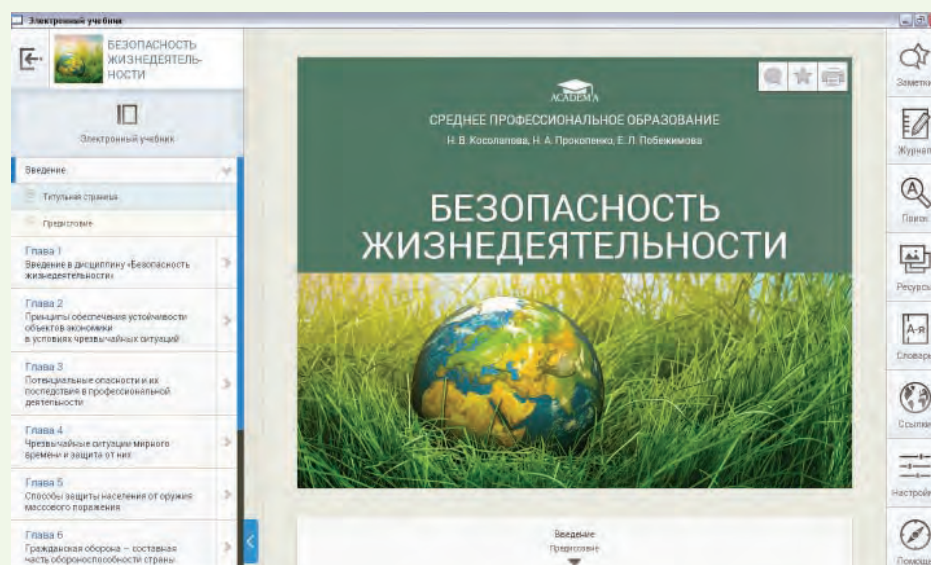 Электронный учебник
БЕЗОПАСНОСТЬ
ЖИЗНЕДЕЯТЕЛЬ-
НОСТИ
Электронный учебник
Введение
Титульная страница
Предисловие
Глава 1
Введение в дисциплину «Безопасность
жизнедеятельности»
Глава 2
Принципы обеспечения устойчивости
объектов экономики
в условиях чрезвычайных ситуаций
Глава 3
Потенциальные опасности и их
последствия в профессиональной
деятельности
Глава 4
Чрезвычайные ситуации мирного
времени и защита от них
Глава 5
Способы защиты населения от оружия
массового поражения
Глава 6
Гражданская оборона – составная
часть обороноспособности страны
ACADEMA
СРЕДНЕЕ ПРОФЕССИОНАЛЬНОЕ ОБРАЗОВАНИЕ
Н. В. Косолапова, Н. А. Прокопенко, Е. Л. Побежимова
БЕЗОПАСНОСТЬ
ЖИЗНЕДЕЯТЕЛЬНОСТИ
Введение
Предисловие
Заметки
Журнал
Поиск
Ресурсы
А-Я
Словари
Ссылки
Настройки
Помощь